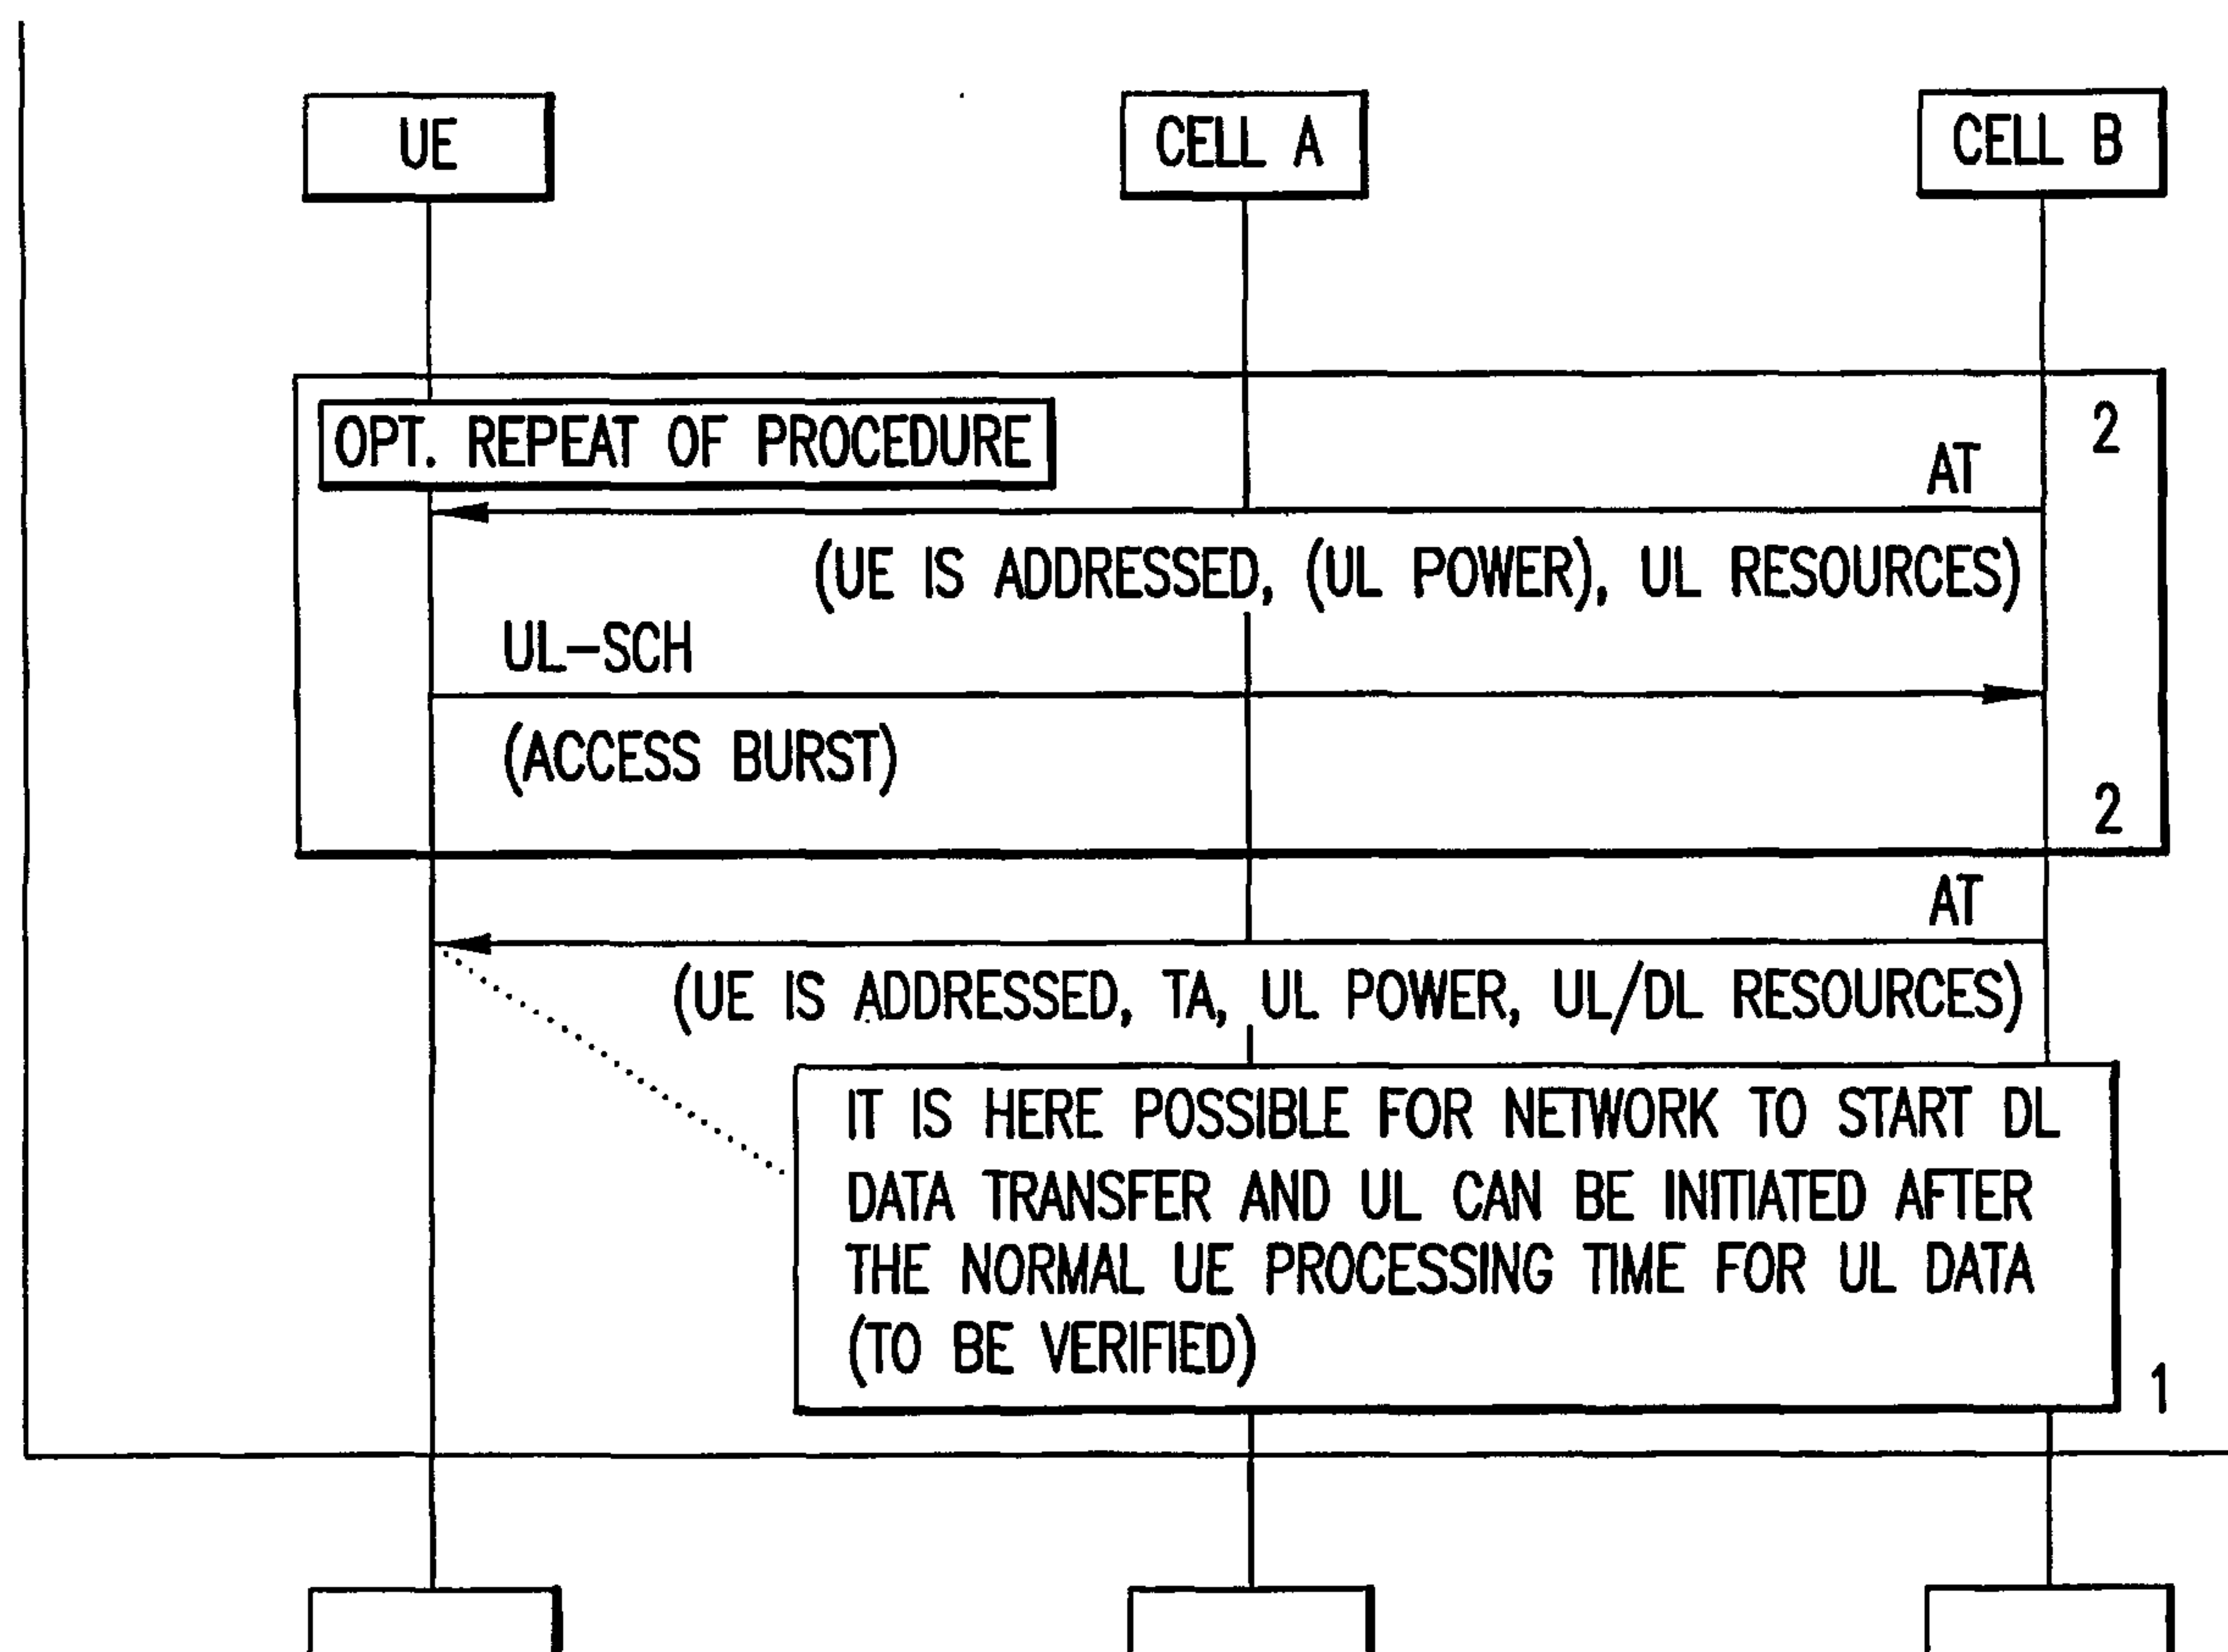 UE
CELL A
CELL B
OPT. REPEAT OF PROCEDURE
2
AT
(UE IS ADDRESSED, (UL POWER), UL RESOURCES)
UL-SCH
(ACCESS BURST)
2
AT
(UE IS ADDRESSED, TA, UL POWER, UL/DL RESOURCES)
IT IS HERE POSSIBLE FOR NETWORK TO START DL
DATA TRANSFER AND UL CAN BE INITIATED AFTER
THE NORMAL UE PROCESSING TIME FOR UL DATA
(TO BE VERIFIED)
1